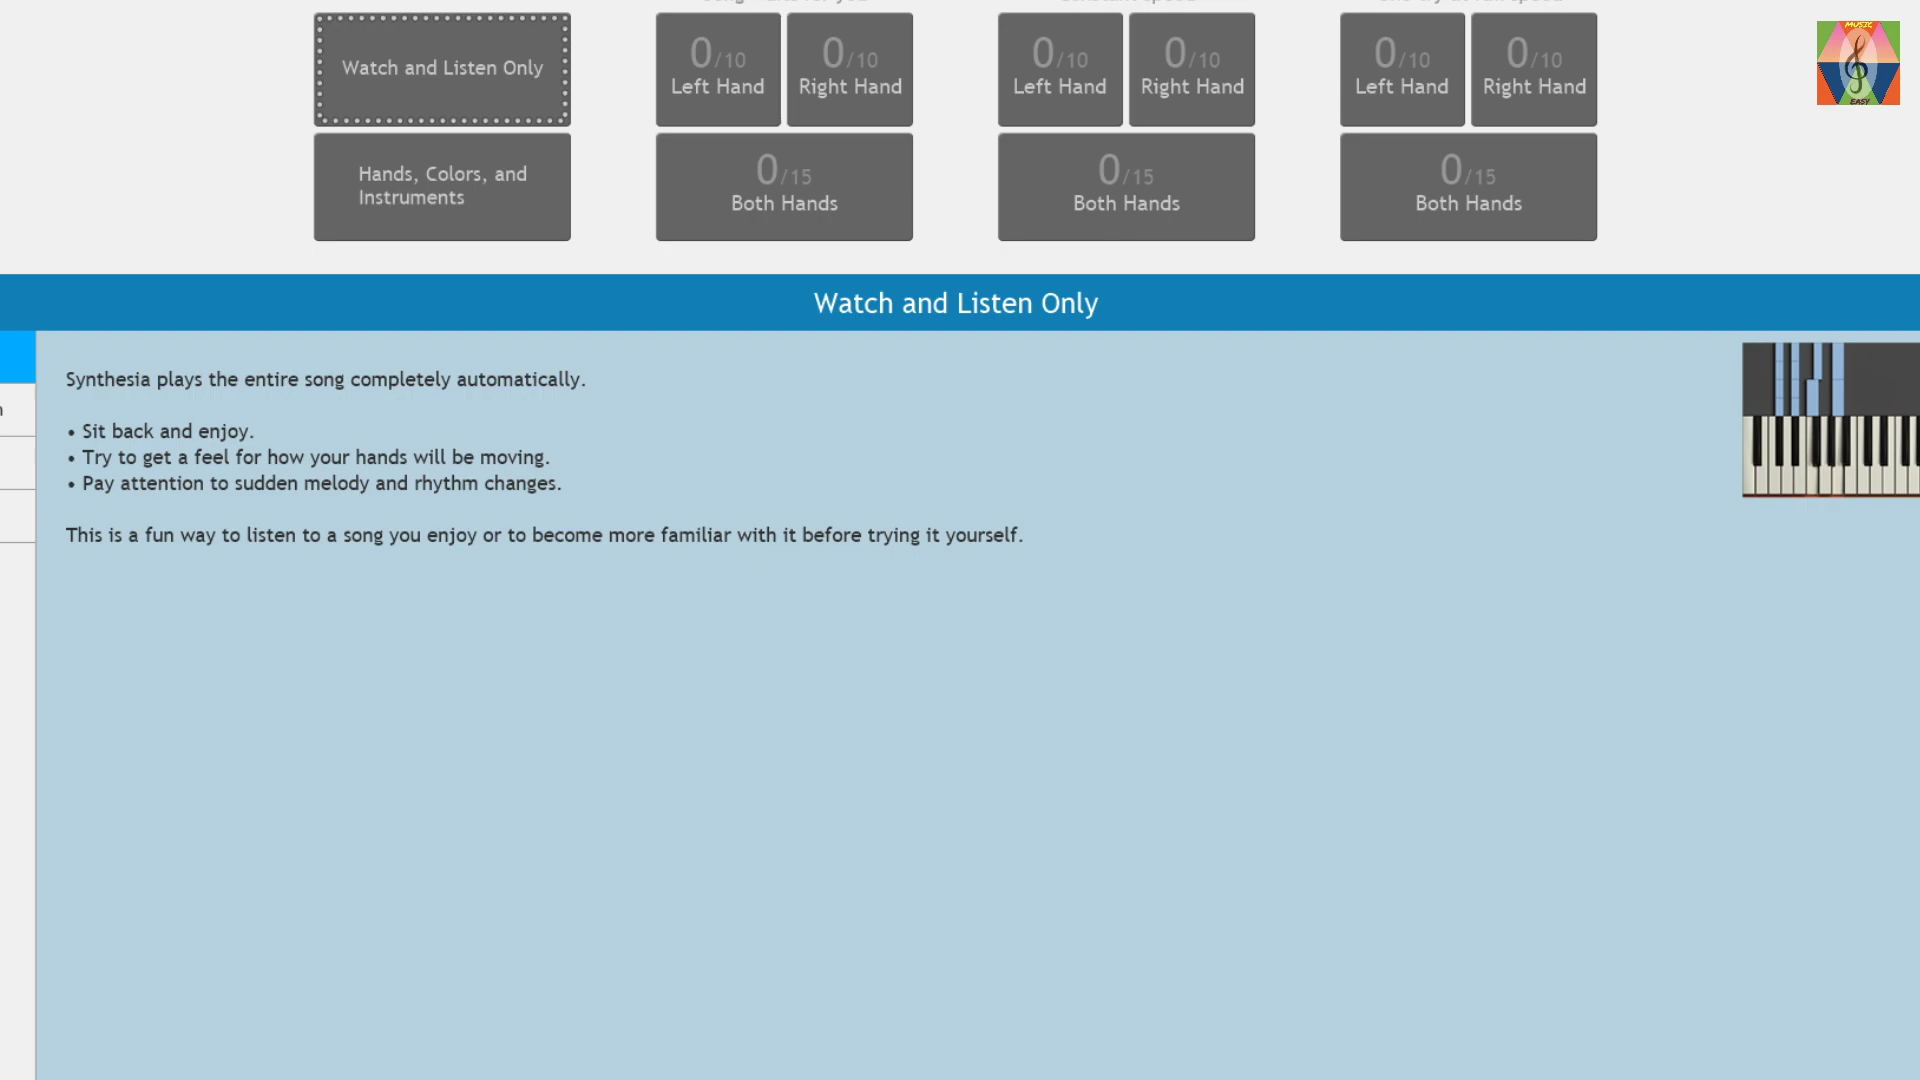 Watch and Listen Only
0/10
Left Hand
0/10
Right Hand
0/10
Left Hand
0/10
Right Hand
0/10
Left Hand
0/10
Right Hand
MUSIC
EASY
Hands, Colors, and
Instruments
0/15
Both Hands
0/15
Both Hands
0/15
Both Hands
Watch and Listen Only
Synthesia plays the entire song completely automatically.
• Sit back and enjoy.
• Try to get a feel for how your hands will be moving.
• Pay attention to sudden melody and rhythm changes.
This is a fun way to listen to a song you enjoy or to become more familiar with it before trying it yourself.